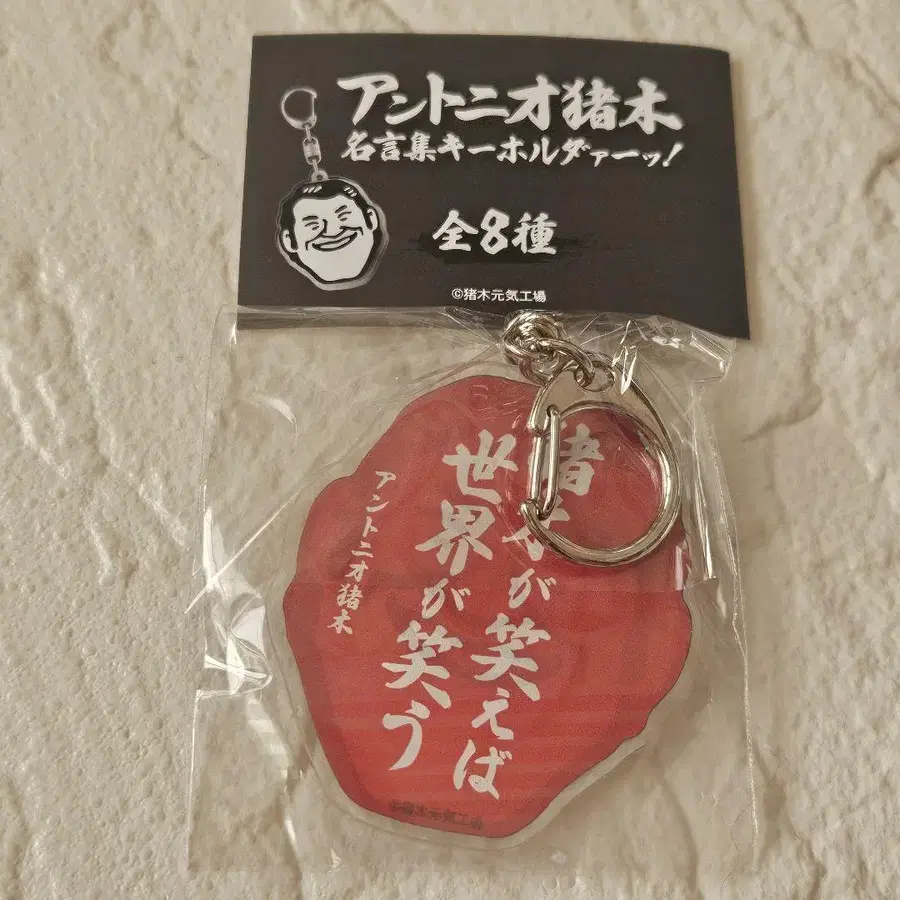 アントニオ猪木
名言集キーホルダァーッ!
全8種
©猪木元気工場
猪木が笑えば
世界が笑う
アントニオ猪木